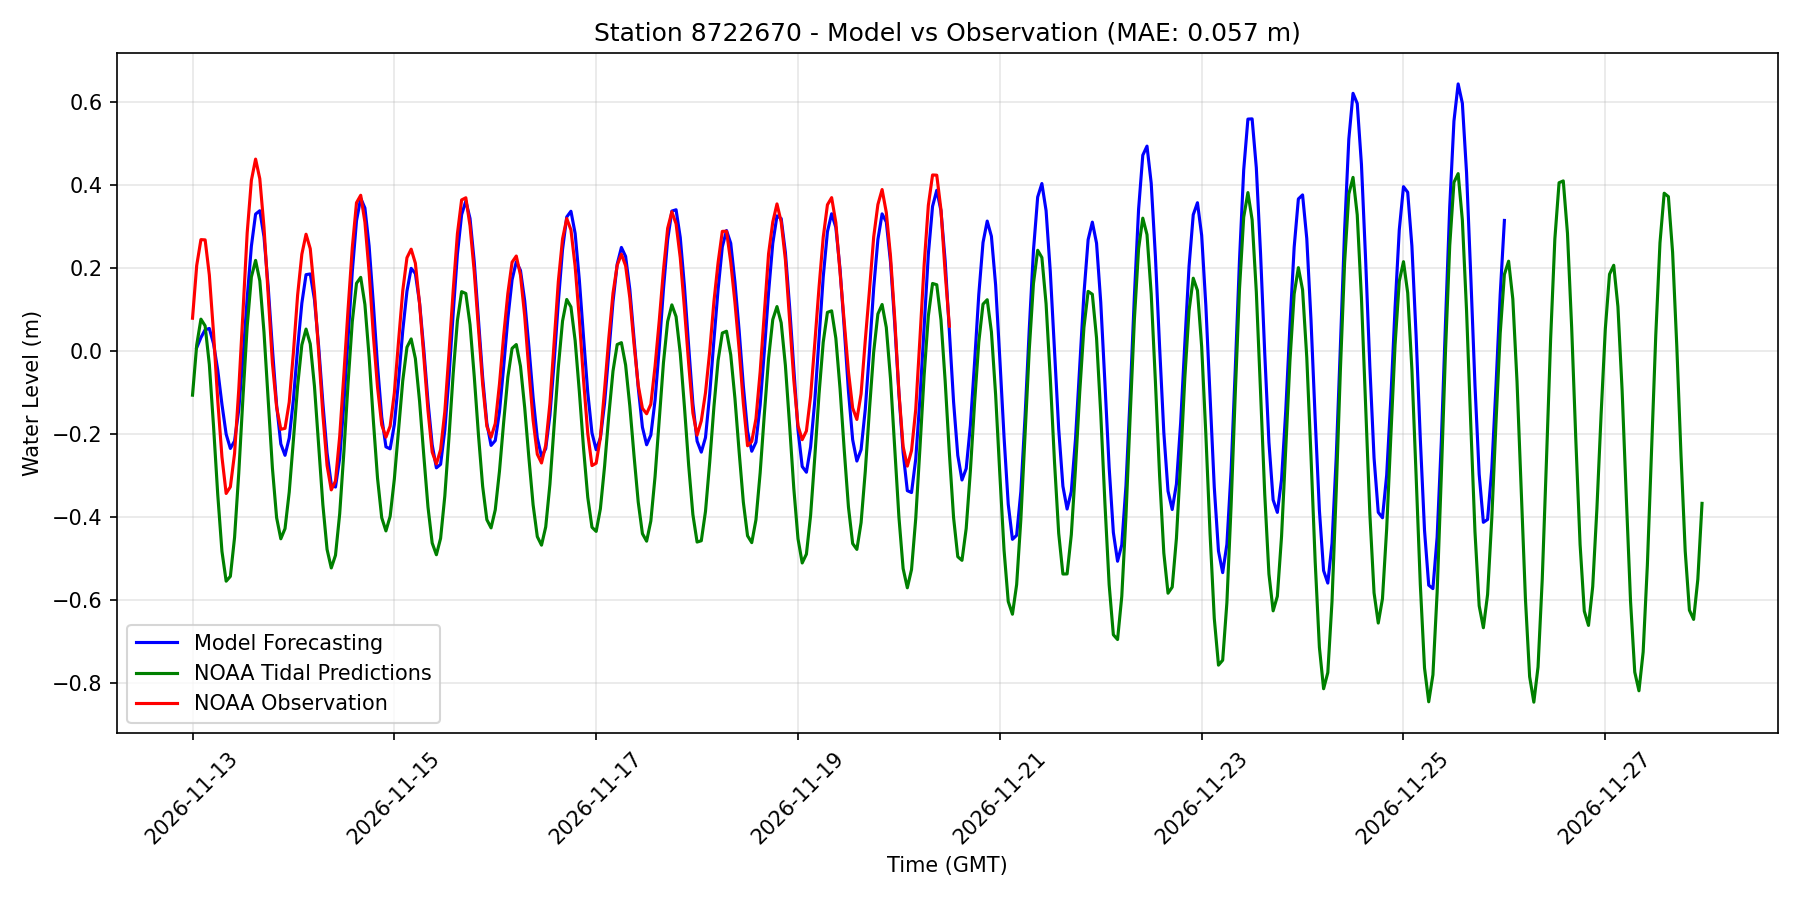 Station 8722670 - Model vs Observation (MAE: 0.057 m)
Water Level (m)
0.6
0.4
0.2
0.0
−0.2
−0.4
−0.6
−0.8
Model Forecasting
NOAA Tidal Predictions
NOAA Observation
2026-11-13
2026-11-15
2026-11-17
2026-11-19
2026-11-21
2026-11-23
2026-11-25
2026-11-27
Time (GMT)